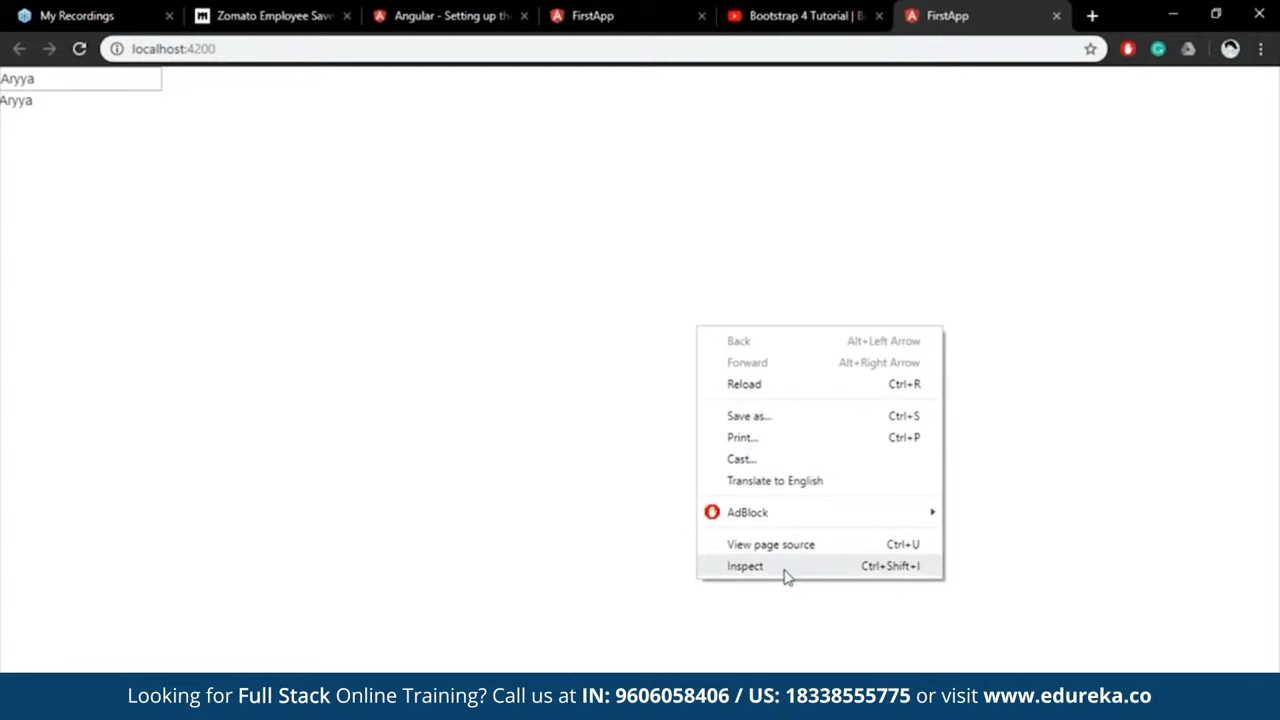 My Recordings
Zomato Employee Save
Angular - Setting up th
FirstApp
Bootstrap 4 Tutorial | B
FirstApp
localhost:4200
Aryya
Aryya
Back Alt+Left Arrow
Forward Alt+Right Arrow
Reload Ctrl+R
Save as... Ctrl+S
Print... Ctrl+P
Cast...
Translate to English
AdBlock
View page source Ctrl+U
Inspect Ctrl+Shift+I
Looking for Full Stack Online Training? Call us at IN: 9606058406 / US: 18338555775 or visit www.edureka.co